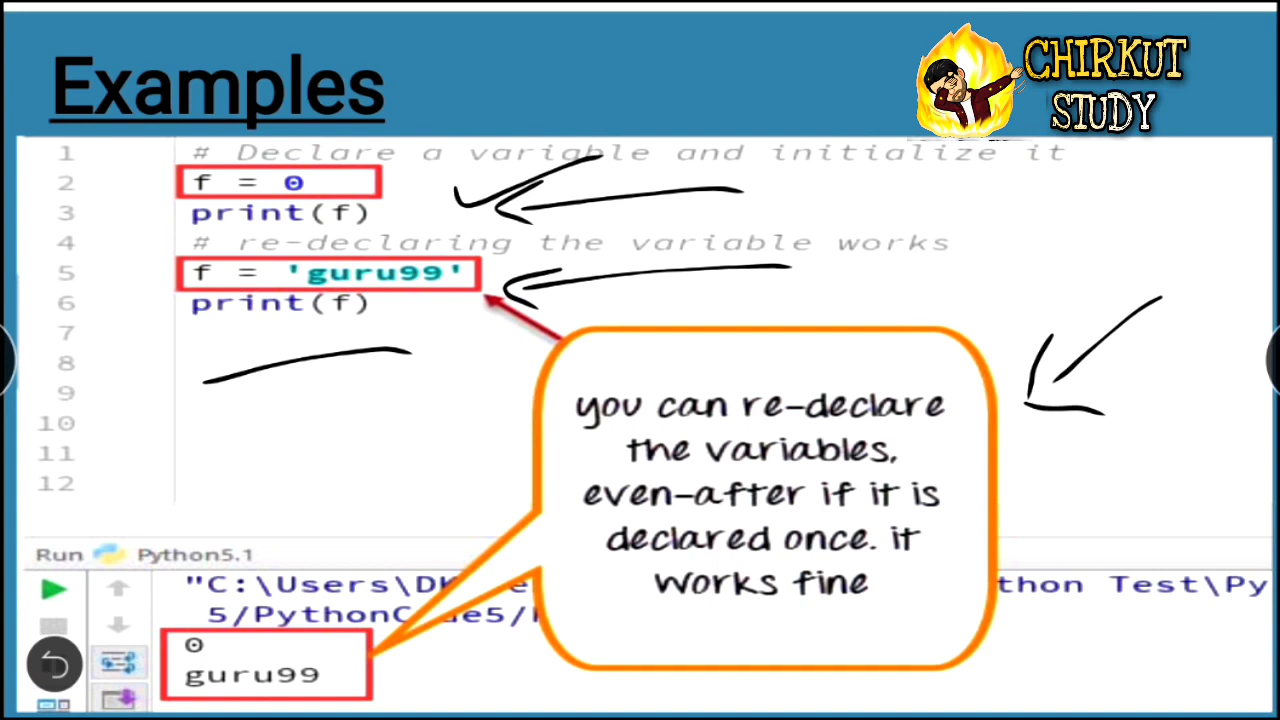 Examples
CHIRKUT
STUDY
1 # Declare a variable and initialize it
2 f = 0
3 print(f)
4 # re-declaring the variable works
5 f = 'guru99'
6 print(f)
7
8
9
10
11
12
you can re-declare
the variables,
even-after if it is
declared once. it
works fine
Run Python5.1
"C:\Users\DK
thon Test\Py
5/PythonC
0
guru99